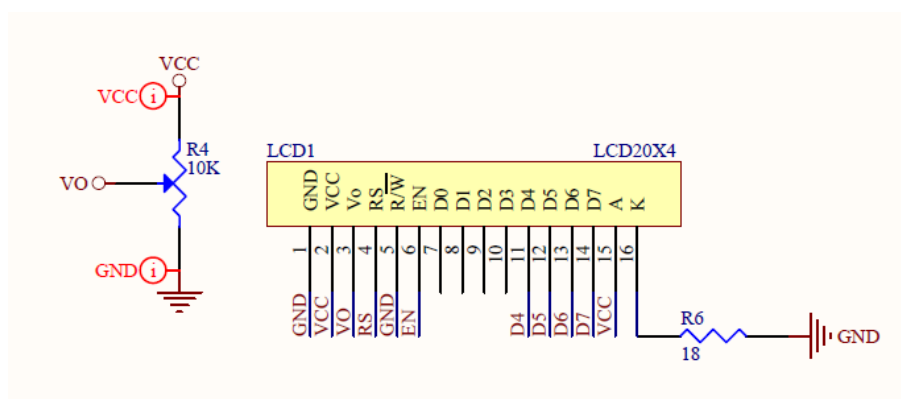 VCC
VCC i
R4
10K
VO
GND i
LCD1 LCD20X4
GND VCC Vo RS R/W EN D0 D1 D2 D3 D4 D5 D6 D7 A K
1 2 3 4 5 6 7 8 9 10 11 12 13 14 15 16
GND VCC VO RS GND EN D4 D5 D6 D7 VCC
R6
18
GND